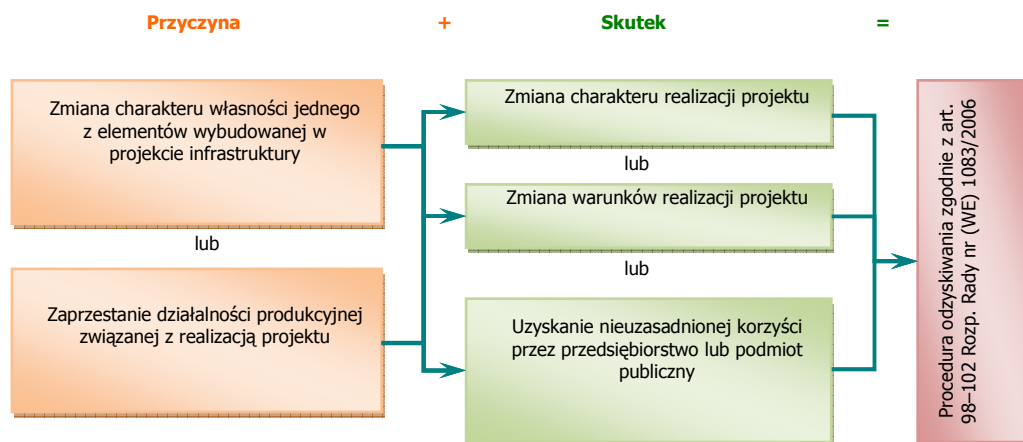 Przyczyna + Skutek =
Zmiana charakteru własności jednego
z elementów wybudowanej w
projekcie infrastruktury
lub
Zaprzestanie działalności produkcyjnej
związanej z realizacją projektu
Zmiana charakteru realizacji projektu
lub
Zmiana warunków realizacji projektu
lub
Uzyskanie nieuzasadnionej korzyści
przez przedsiębiorstwo lub podmiot
publiczny
Procedura odzyskiwania zgodnie z art.
98–102 Rozp. Rady nr (WE) 1083/2006